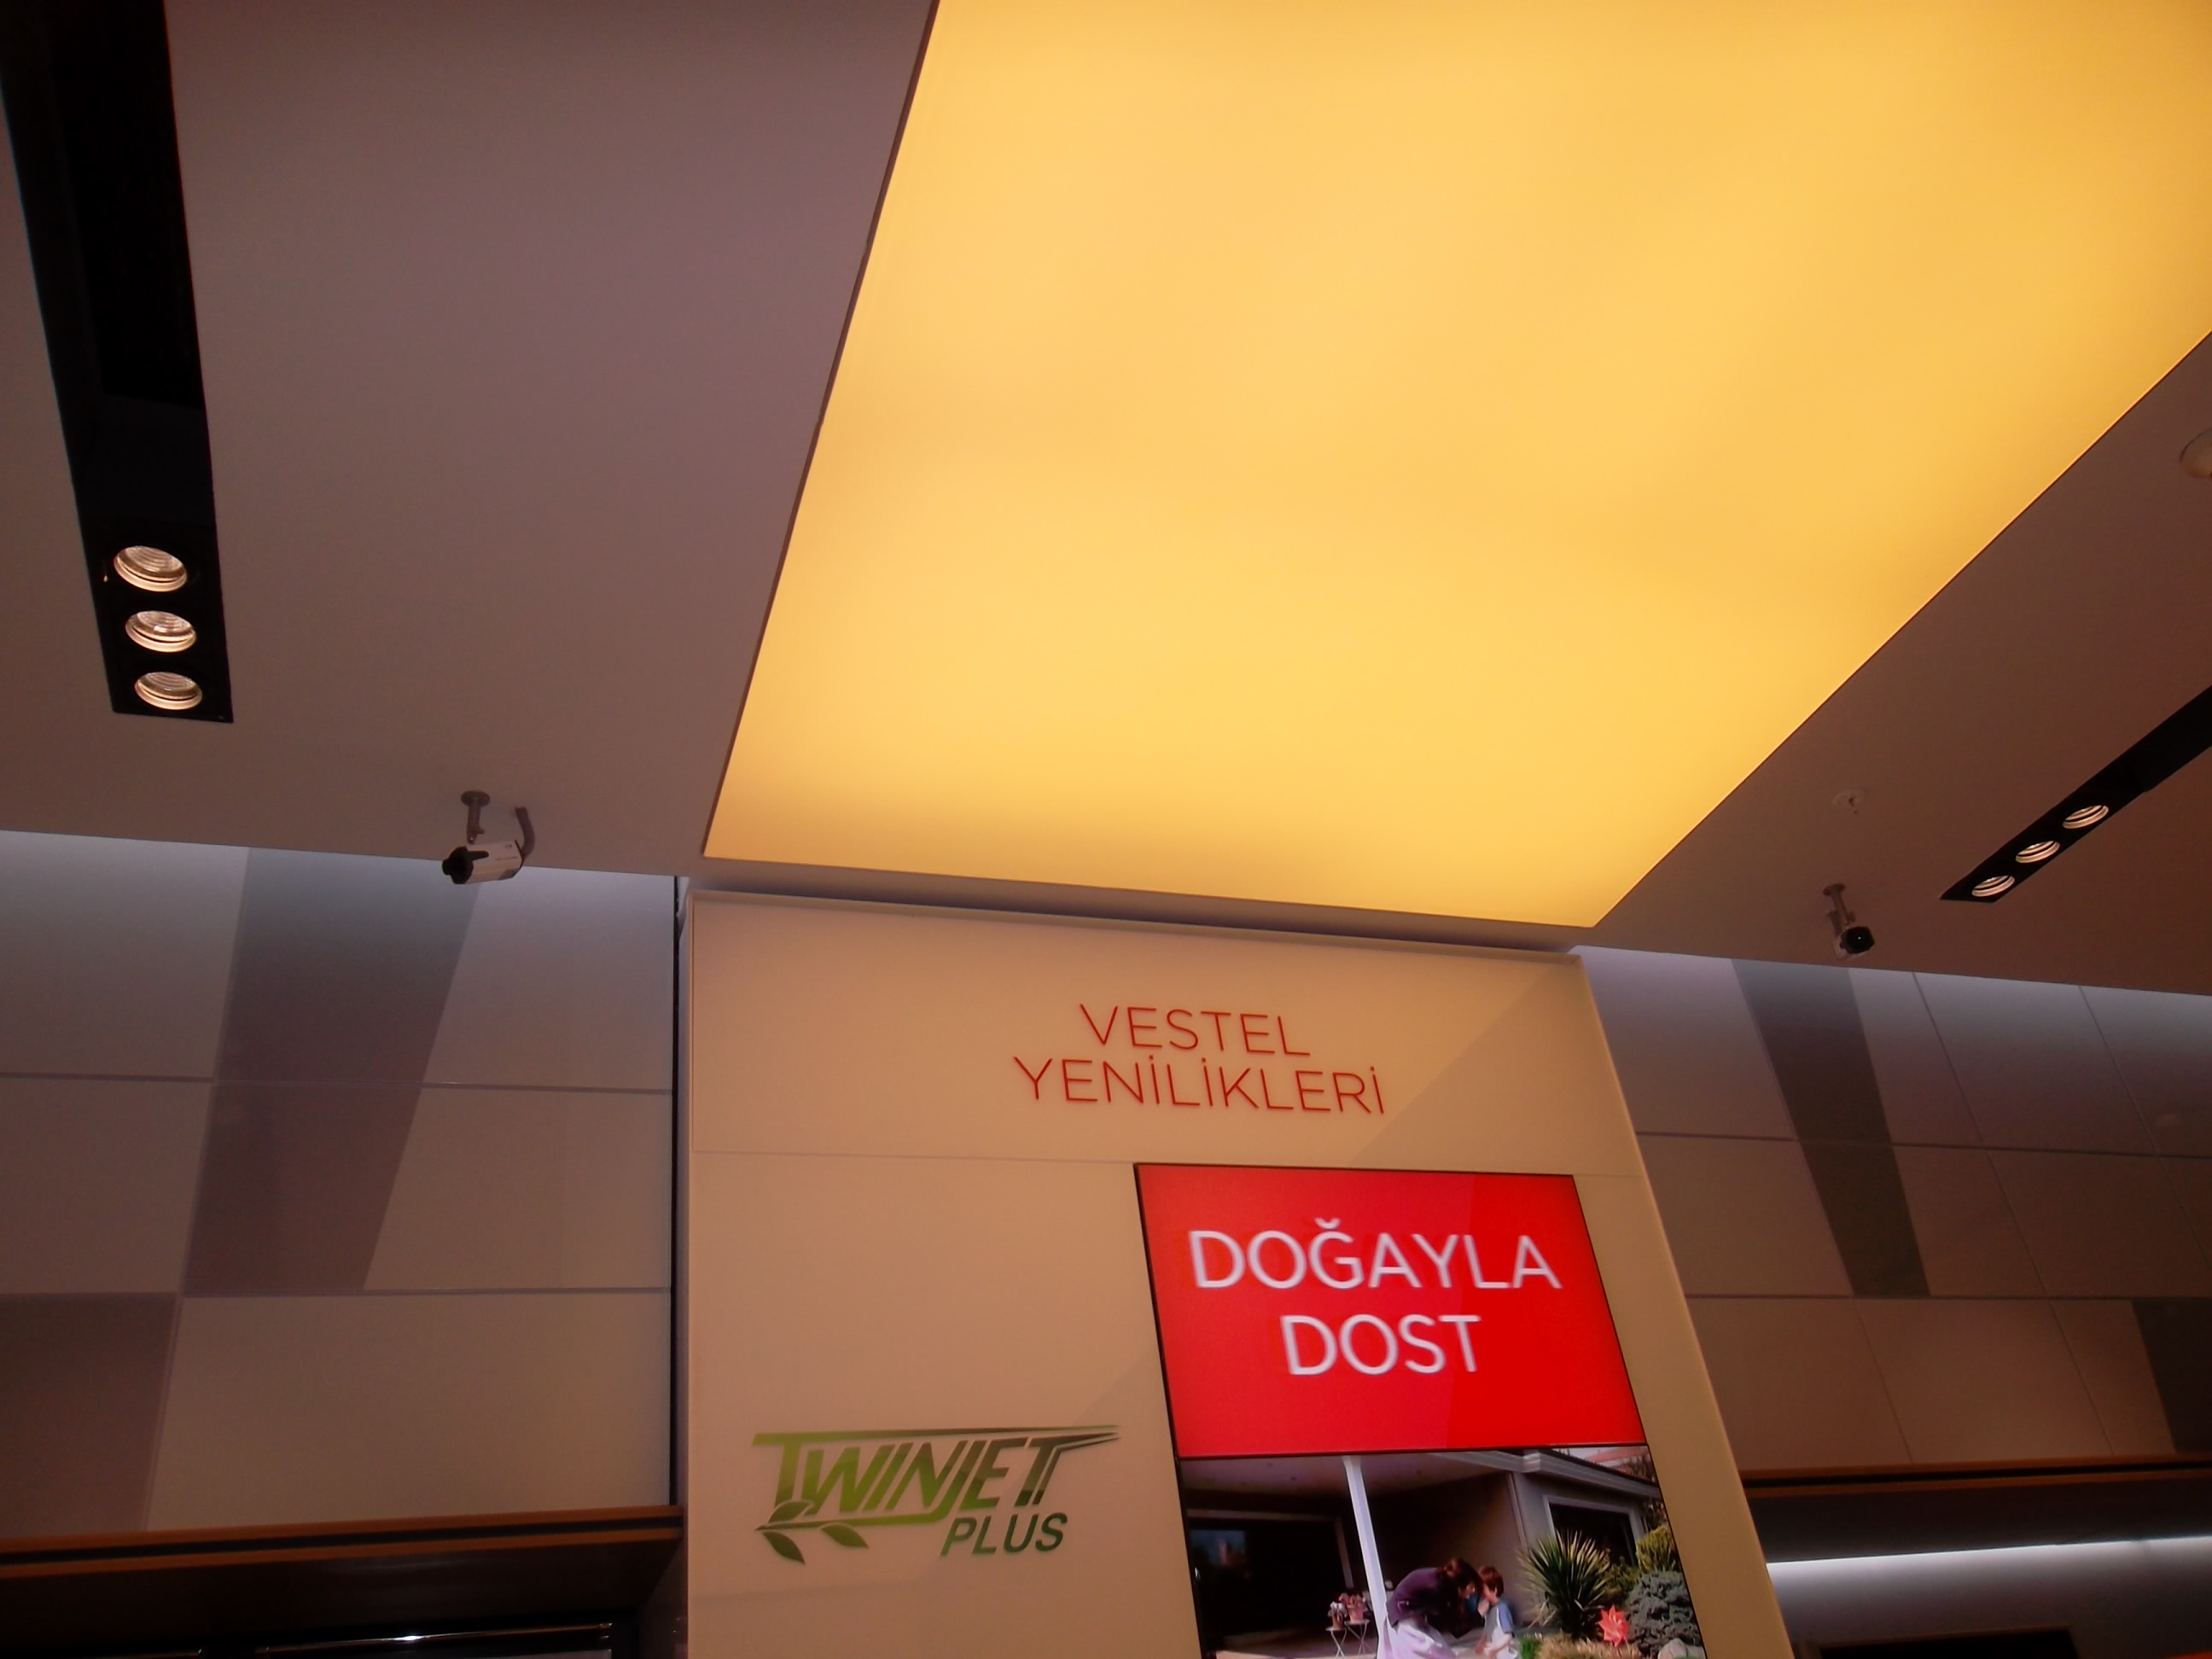 VESTEL
YENİLİKLERİ
DOĞAYLA
DOST
TWINJET
PLUS